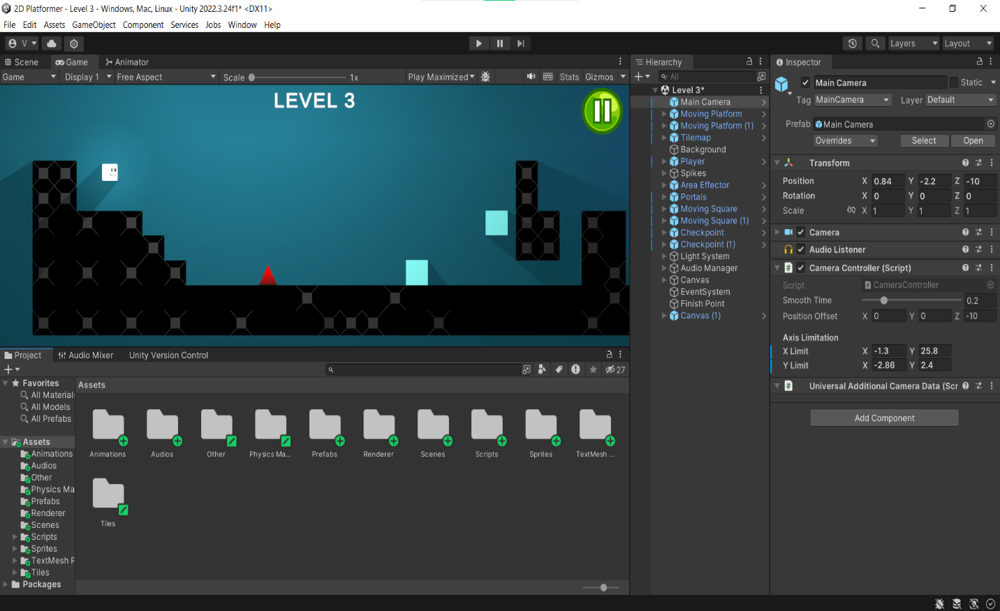 2D Platformer - Level 3 - Windows, Mac, Linux - Unity 2022.3.24f1* <DX11>
File Edit Assets GameObject Component Services Jobs Window Help
V Layers Layout
Scene Game Animator
Game Display 1 Free Aspect Scale 1x Play Maximized Stats Gizmos
LEVEL 3
Hierarchy
All
Level 3*
Main Camera
Moving Platform
Moving Platform (1)
Tilemap
Background
Player
Spikes
Area Effector
Portals
Moving Square
Moving Square (1)
Checkpoint
Checkpoint (1)
Light System
Audio Manager
Canvas
EventSystem
Finish Point
Canvas (1)
Inspector
Main Camera Static
Tag MainCamera Layer Default
Prefab Main Camera
Overrides Select Open
Transform
Position X 0.84 Y -2.2 Z -10
Rotation X 0 Y 0 Z 0
Scale X 1 Y 1 Z 1
Camera
Audio Listener
# Camera Controller (Script)
Script # CameraController
Smooth Time 0.2
Position Offset X 0 Y 0 Z -10
Axis Limitation
X Limit X -1.3 Y 25.8
Y Limit X -2.86 Y 2.4
# Universal Additional Camera Data (Scr
Add Component
Project Audio Mixer Unity Version Control
27
Favorites
All Materials
All Models
All Prefabs
Assets
Animations
Audios
Other
Physics Ma
Prefabs
Renderer
Scenes
Scripts
Sprites
TextMesh P
Tiles
Packages
Assets
Animations Audios Other Physics Ma... Prefabs Renderer Scenes Scripts Sprites TextMesh ...
Tiles